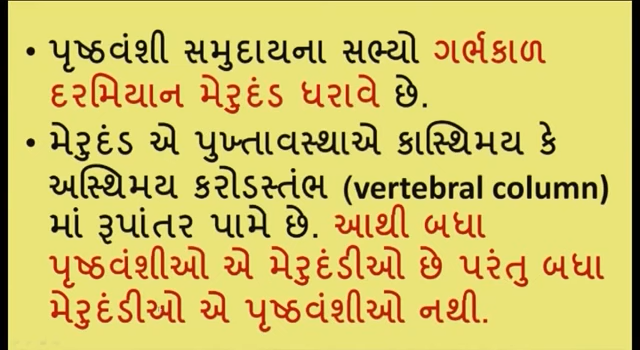 • પૃષ્ઠવંશી સમુદાયના સભ્યો ગર્ભકાળ
દરમિયાન મેરુદંડ ધરાવે છે.
• મેરુદંડ એ પુખ્તાવસ્થાએ કાસ્થિમય કે
અસ્થિમય કરોડસ્તંભ (vertebral column)
માં રૂપાંતર પામે છે. આથી બધા
પૃષ્ઠવંશીઓ એ મેરુદંડીઓ છે પરંતુ બધા
મેરુદંડીઓ એ પૃષ્ઠવંશીઓ નથી.